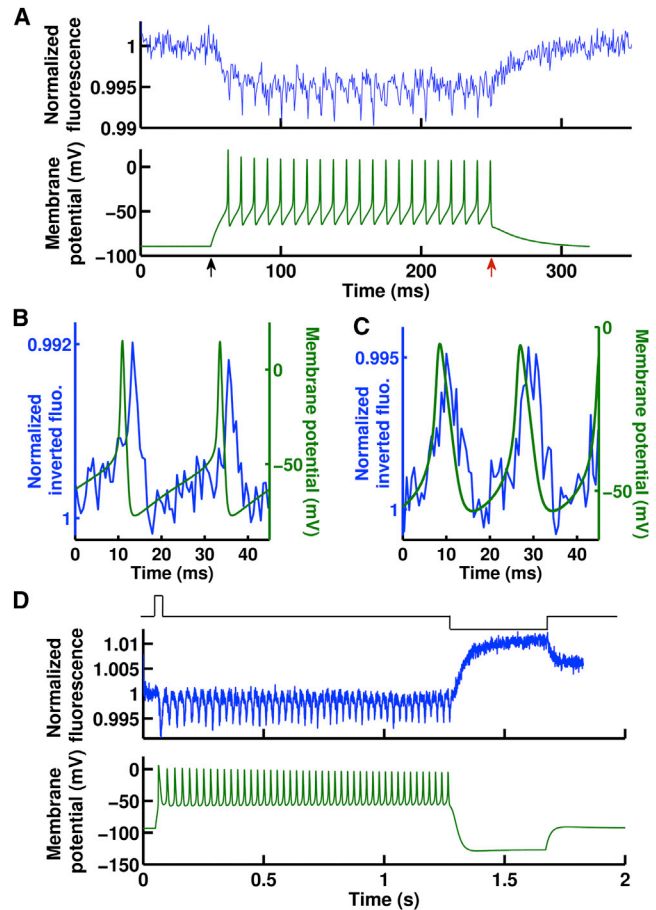 A
Normalized
fluorescence
1
0.995
0.99
Membrane
potential (mV)
0
−50
−100
0
100
200
300
Time (ms)
B
Normalized
inverted fluo.
0.992
1
0
−50
Membrane potential
(mV)
0
10
20
30
40
Time (ms)
C
Normalized
inverted fluo.
0.995
1
0
−50
Membrane potential
(mV)
0
10
20
30
40
Time (ms)
D
Normalized
fluorescence
1.01
1.005
1
0.995
Membrane
potential (mV)
0
−50
−100
−150
0
0.5
1
1.5
2
Time (s)